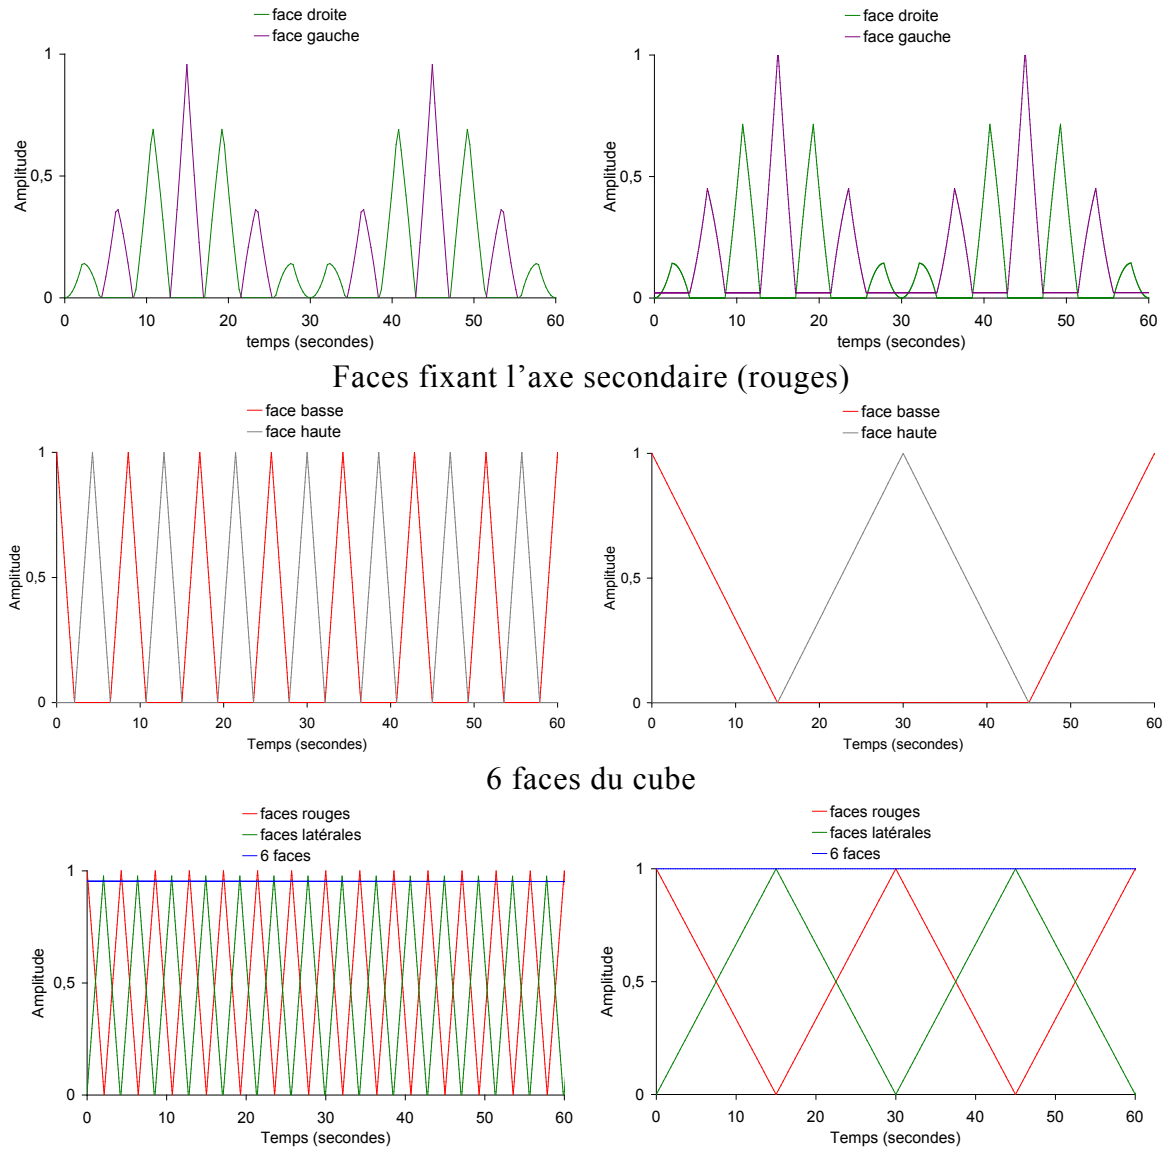 face droite
face gauche
1
0,5
0
Amplitude
0 10 20 30 40 50 60
temps (secondes)
face droite
face gauche
1
0,5
0
Amplitude
0 10 20 30 40 50 60
temps (secondes)
Faces fixant l’axe secondaire (rouges)
face basse
face haute
1
0,5
0
Amplitude
0 10 20 30 40 50 60
Temps (secondes)
face basse
face haute
1
0,5
0
Amplitude
0 10 20 30 40 50 60
Temps (secondes)
6 faces du cube
faces rouges
faces latérales
6 faces
1
0,5
0
Amplitude
0 10 20 30 40 50 60
Temps (secondes)
faces rouges
faces latérales
6 faces
1
0,5
0
Amplitude
0 10 20 30 40 50 60
Temps (secondes)